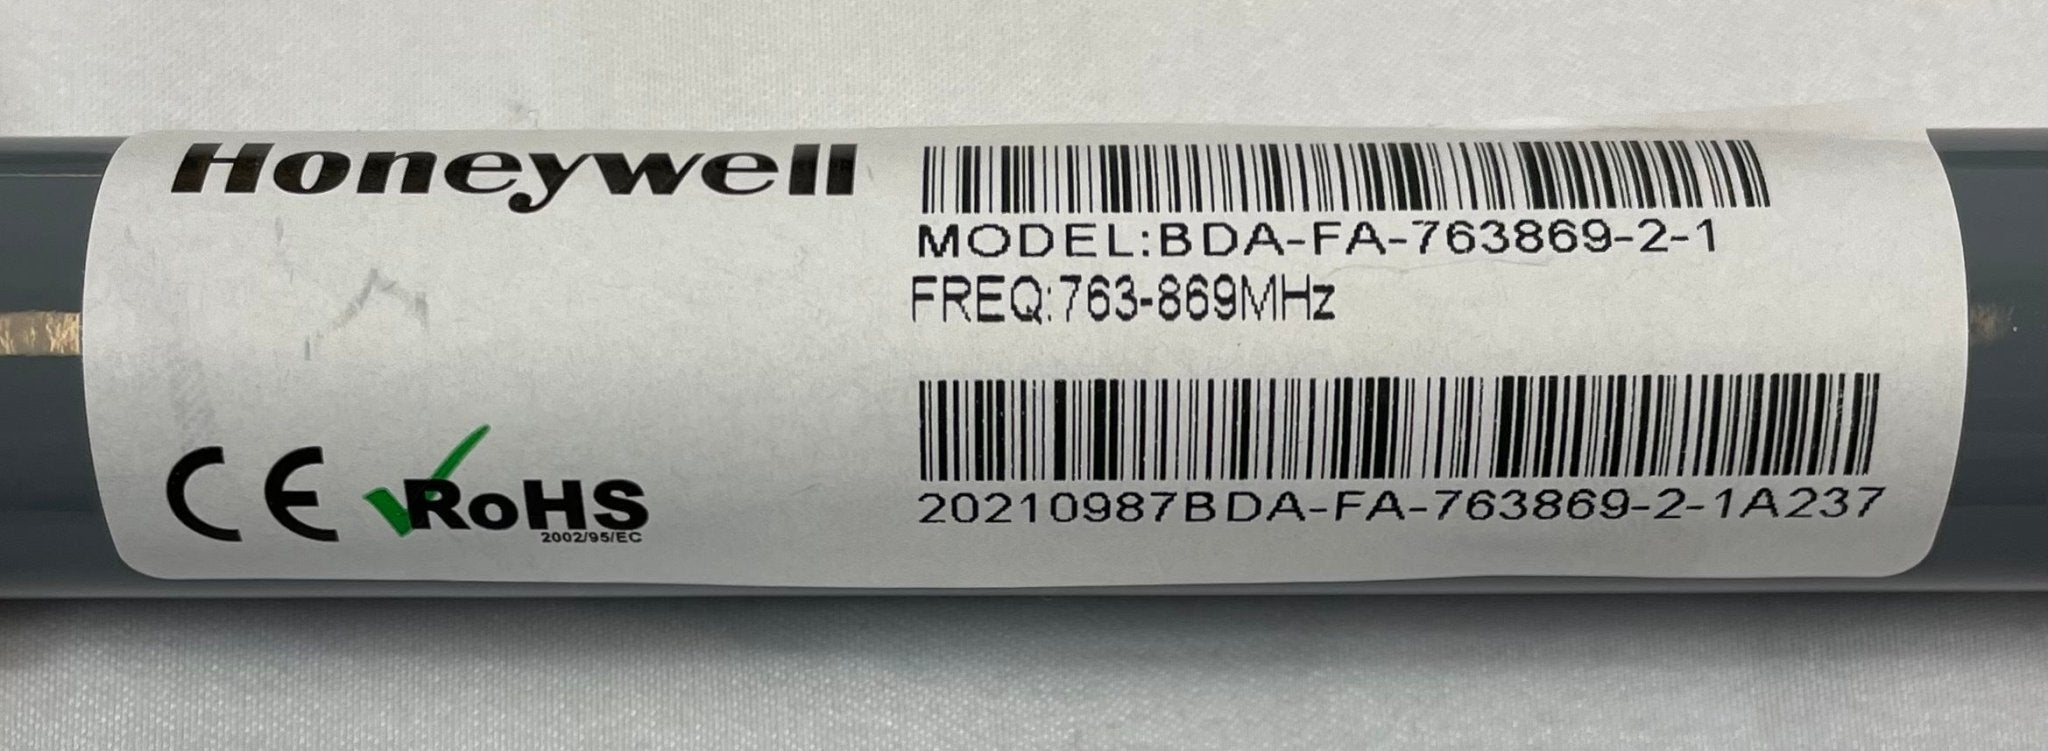 Honeywell
MODEL:BDA-FA-763869-2-1
FREQ:763-869MHz
CE RoHS
2002/95/EC
20210987BDA-FA-763869-2-1A237